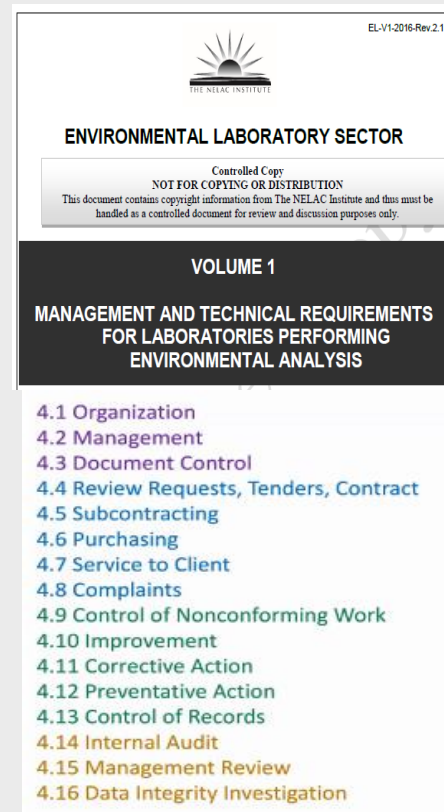 EL-V1-2016-Rev.2.1
THE NELAC INSTITUTE
ENVIRONMENTAL LABORATORY SECTOR
Controlled Copy
NOT FOR COPYING OR DISTRIBUTION
This document contains copyright information from The NELAC Institute and thus must be
handled as a controlled document for review and discussion purposes only.
VOLUME 1
MANAGEMENT AND TECHNICAL REQUIREMENTS
FOR LABORATORIES PERFORMING
ENVIRONMENTAL ANALYSIS
4.1 Organization
4.2 Management
4.3 Document Control
4.4 Review Requests, Tenders, Contract
4.5 Subcontracting
4.6 Purchasing
4.7 Service to Client
4.8 Complaints
4.9 Control of Nonconforming Work
4.10 Improvement
4.11 Corrective Action
4.12 Preventative Action
4.13 Control of Records
4.14 Internal Audit
4.15 Management Review
4.16 Data Integrity Investigation